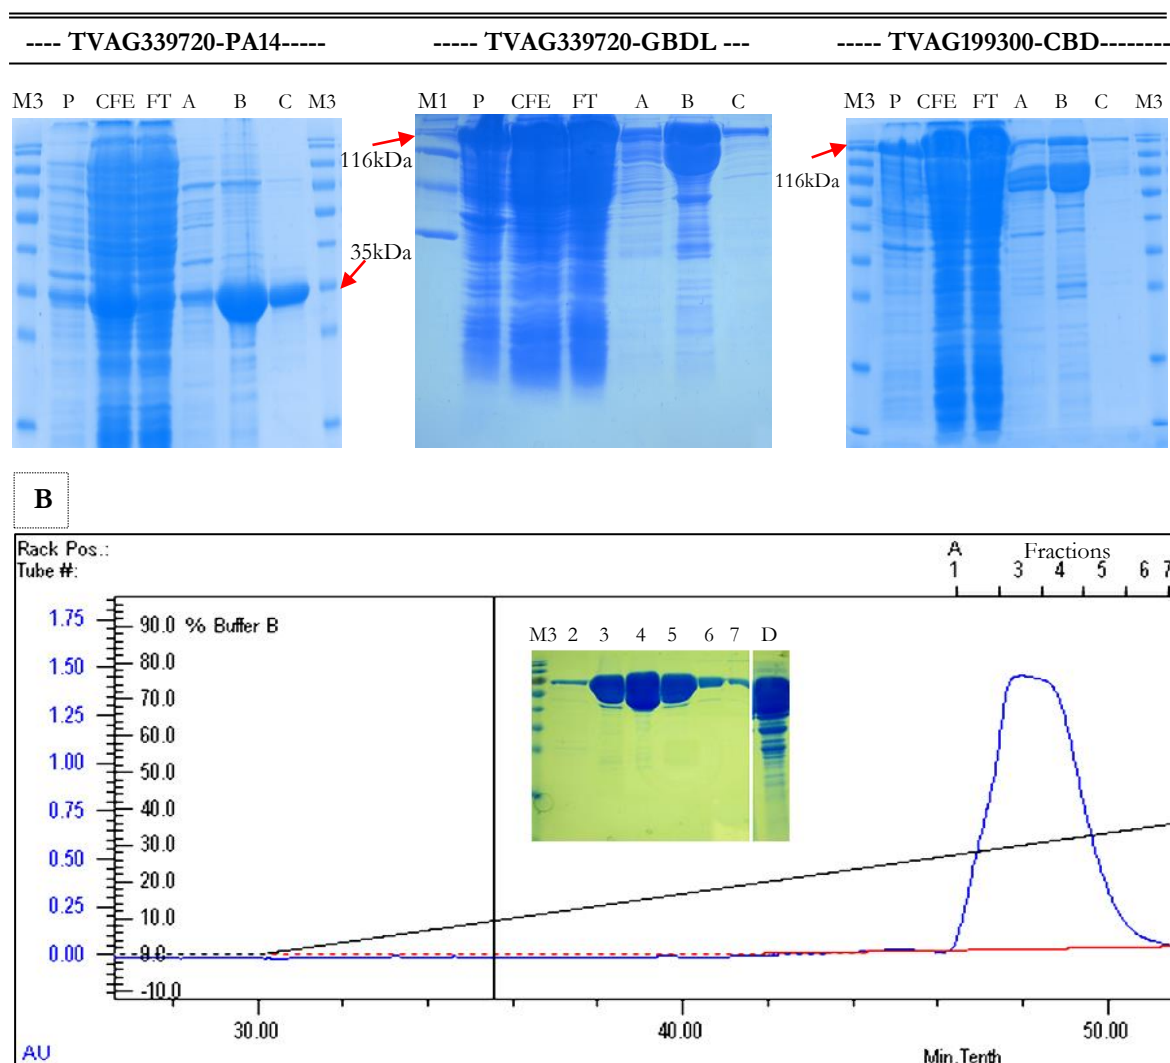 ---- TVAG339720-PA14----- ----- TVAG339720-GBDL --- ----- TVAG199300-CBD--------
M3 P CFE FT A B C M3 M1 P CFE FT A B C M3 P CFE FT A B C M3
116kDa
116kDa
35kDa
B
Rack Pos.: A Fractions
Tube #: 1 3 4 5 6 7
1.75 90.0 % Buffer B
M3 2 3 4 5 6 7 D
1.50 80.0
70.0
1.25
60.0
1.00
50.0
0.75 40.0
30.0
0.50
20.0
0.25
10.0
0.00
-10.0
30.00 40.00 50.00
AU Min.Tenth